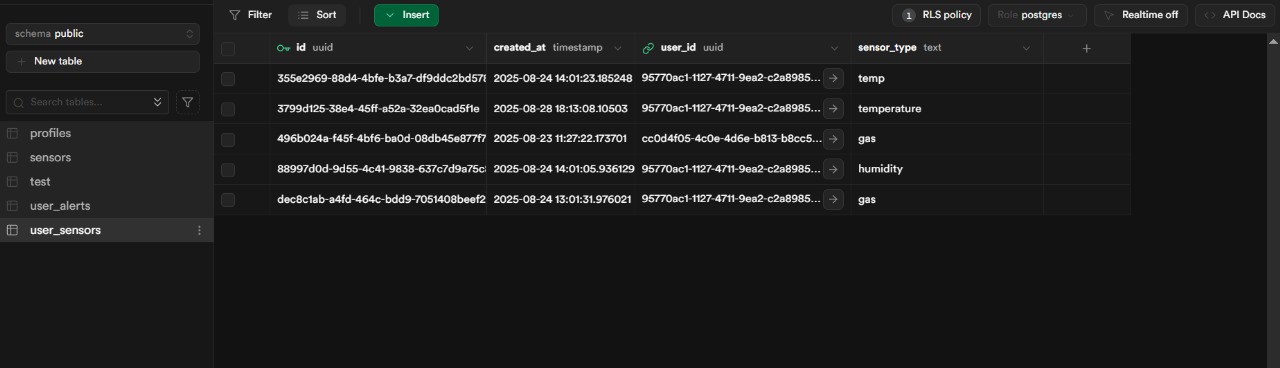 Filter
Sort
Insert
1 RLS policy
Role postgres
Realtime off
API Docs
schema public
New table
Search tables...
profiles
sensors
test
user_alerts
user_sensors
id uuid
created_at timestamp
user_id uuid
sensor_type text
355e2969-88d4-4bfe-b3a7-df9ddc2bd578 2025-08-24 14:01:23.185248 95770ac1-1127-4711-9ea2-c2a8985... temp
3799d125-38e4-45ff-a52a-32ea0cad5f1e 2025-08-28 18:13:08.10503 95770ac1-1127-4711-9ea2-c2a8985... temperature
496b024a-f45f-4bf6-ba0d-08db45e877f7 2025-08-23 11:27:22.173701 cc0d4f05-4c0e-4d6e-b813-b8cc5... gas
88997d0d-9d55-4c41-9838-637c7d9a75c 2025-08-24 14:01:05.936129 95770ac1-1127-4711-9ea2-c2a8985... humidity
dec8c1ab-a4fd-464c-bdd9-7051408beef2 2025-08-24 13:01:31.976021 95770ac1-1127-4711-9ea2-c2a8985... gas